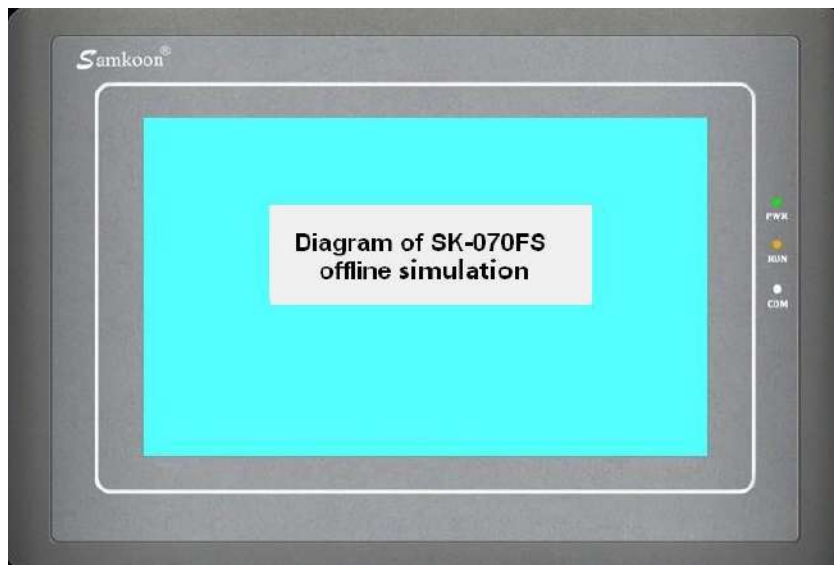 Samkoon®
Diagram of SK-070FS
offline simulation
PWR
RUN
COM